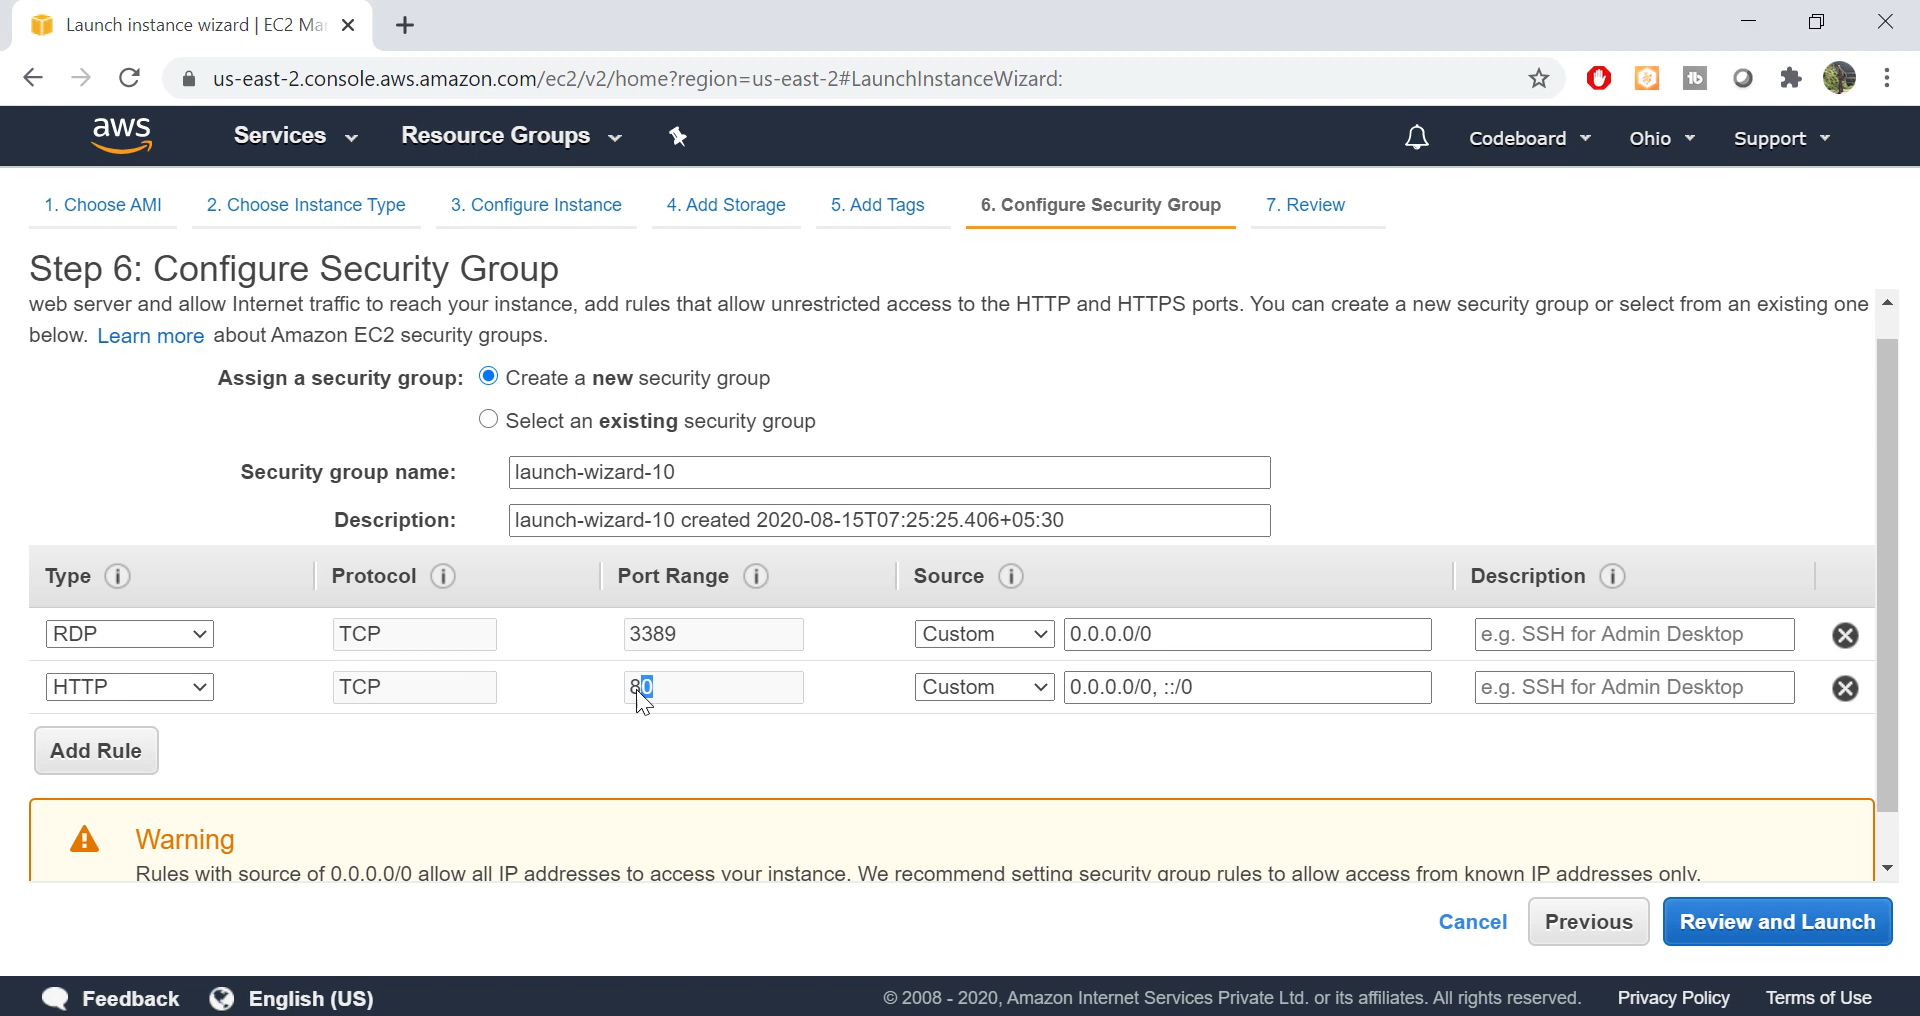 Launch instance wizard | EC2 Ma
us-east-2.console.aws.amazon.com/ec2/v2/home?region=us-east-2#LaunchInstanceWizard:
aws Services Resource Groups Codeboard Ohio Support
1. Choose AMI 2. Choose Instance Type 3. Configure Instance 4. Add Storage 5. Add Tags 6. Configure Security Group 7. Review
Step 6: Configure Security Group
web server and allow Internet traffic to reach your instance, add rules that allow unrestricted access to the HTTP and HTTPS ports. You can create a new security group or select from an existing one
below. Learn more about Amazon EC2 security groups.
Assign a security group: Create a new security group
Select an existing security group
Security group name: launch-wizard-10
Description: launch-wizard-10 created 2020-08-15T07:25:25.406+05:30
Type i Protocol i Port Range i Source i Description i
RDP TCP 3389 Custom 0.0.0.0/0 e.g. SSH for Admin Desktop
HTTP TCP 80 Custom 0.0.0.0/0, ::/0 e.g. SSH for Admin Desktop
Add Rule
Warning
Rules with source of 0.0.0.0/0 allow all IP addresses to access your instance. We recommend setting security group rules to allow access from known IP addresses only.
Cancel Previous Review and Launch
Feedback English (US) © 2008 - 2020, Amazon Internet Services Private Ltd. or its affiliates. All rights reserved. Privacy Policy Terms of Use